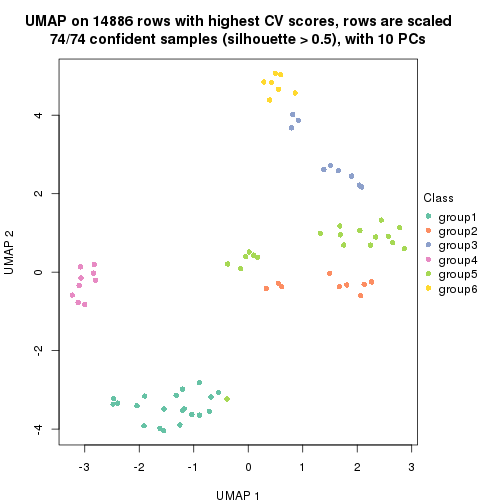 UMAP on 14886 rows with highest CV scores, rows are scaled
74/74 confident samples (silhouette > 0.5), with 10 PCs
4
2
0
-2
-4
UMAP 2
-3
-2
-1
0
1
2
3
UMAP 1
Class
group1
group2
group3
group4
group5
group6